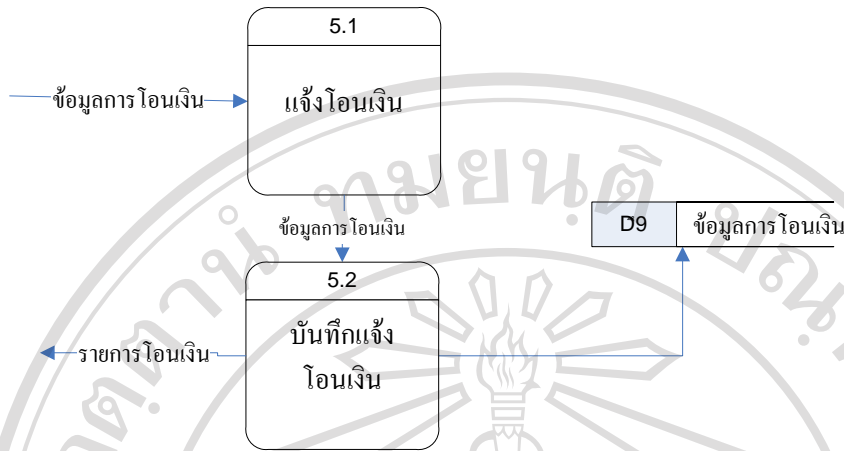 5.1
ข้อมูลการโอนเงิน
แจ้งโอนเงิน
ข้อมูลการโอนเงิน
D9
ข้อมูลการโอนเงิน
5.2
บันทึกแจ้ง
โอนเงิน
รายการโอนเงิน